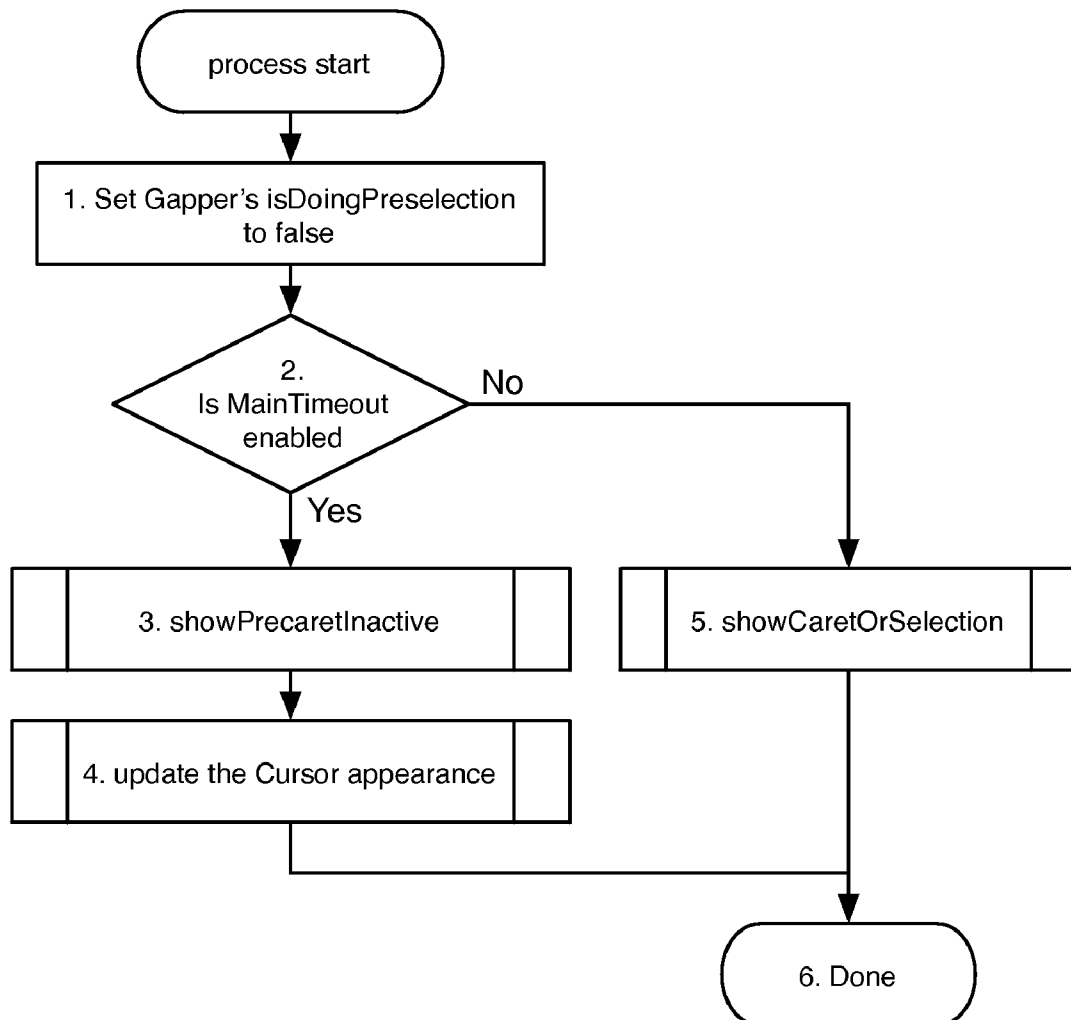 process start
1. Set Gapper's isDoingPreselection
to false
2.
Is MainTimeout
enabled
No
Yes
3. showPrecaretInactive
5. showCaretOrSelection
4. update the Cursor appearance
6. Done